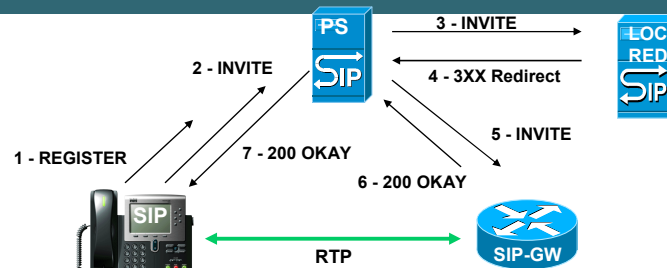 PS
SIP
3 - INVITE
LOC
RED
SIP
4 - 3XX Redirect
2 - INVITE
5 - INVITE
1 - REGISTER
7 - 200 OKAY
6 - 200 OKAY
SIP
RTP
SIP-GW